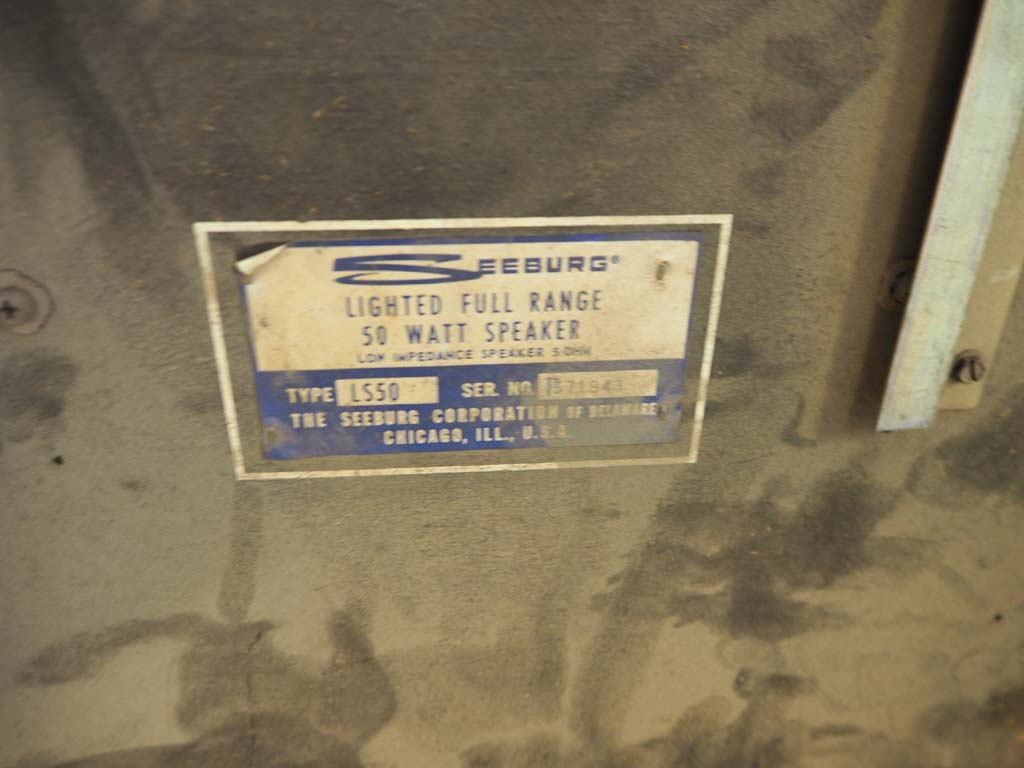 SEEBURG®
LIGHTED FULL RANGE
50 WATT SPEAKER
LOW IMPEDANCE SPEAKER 5 OHM
TYPE LS50 SER. NO. 1571943
THE SEEBURG CORPORATION OF DELAWARE
CHICAGO, ILL., U.S.A.